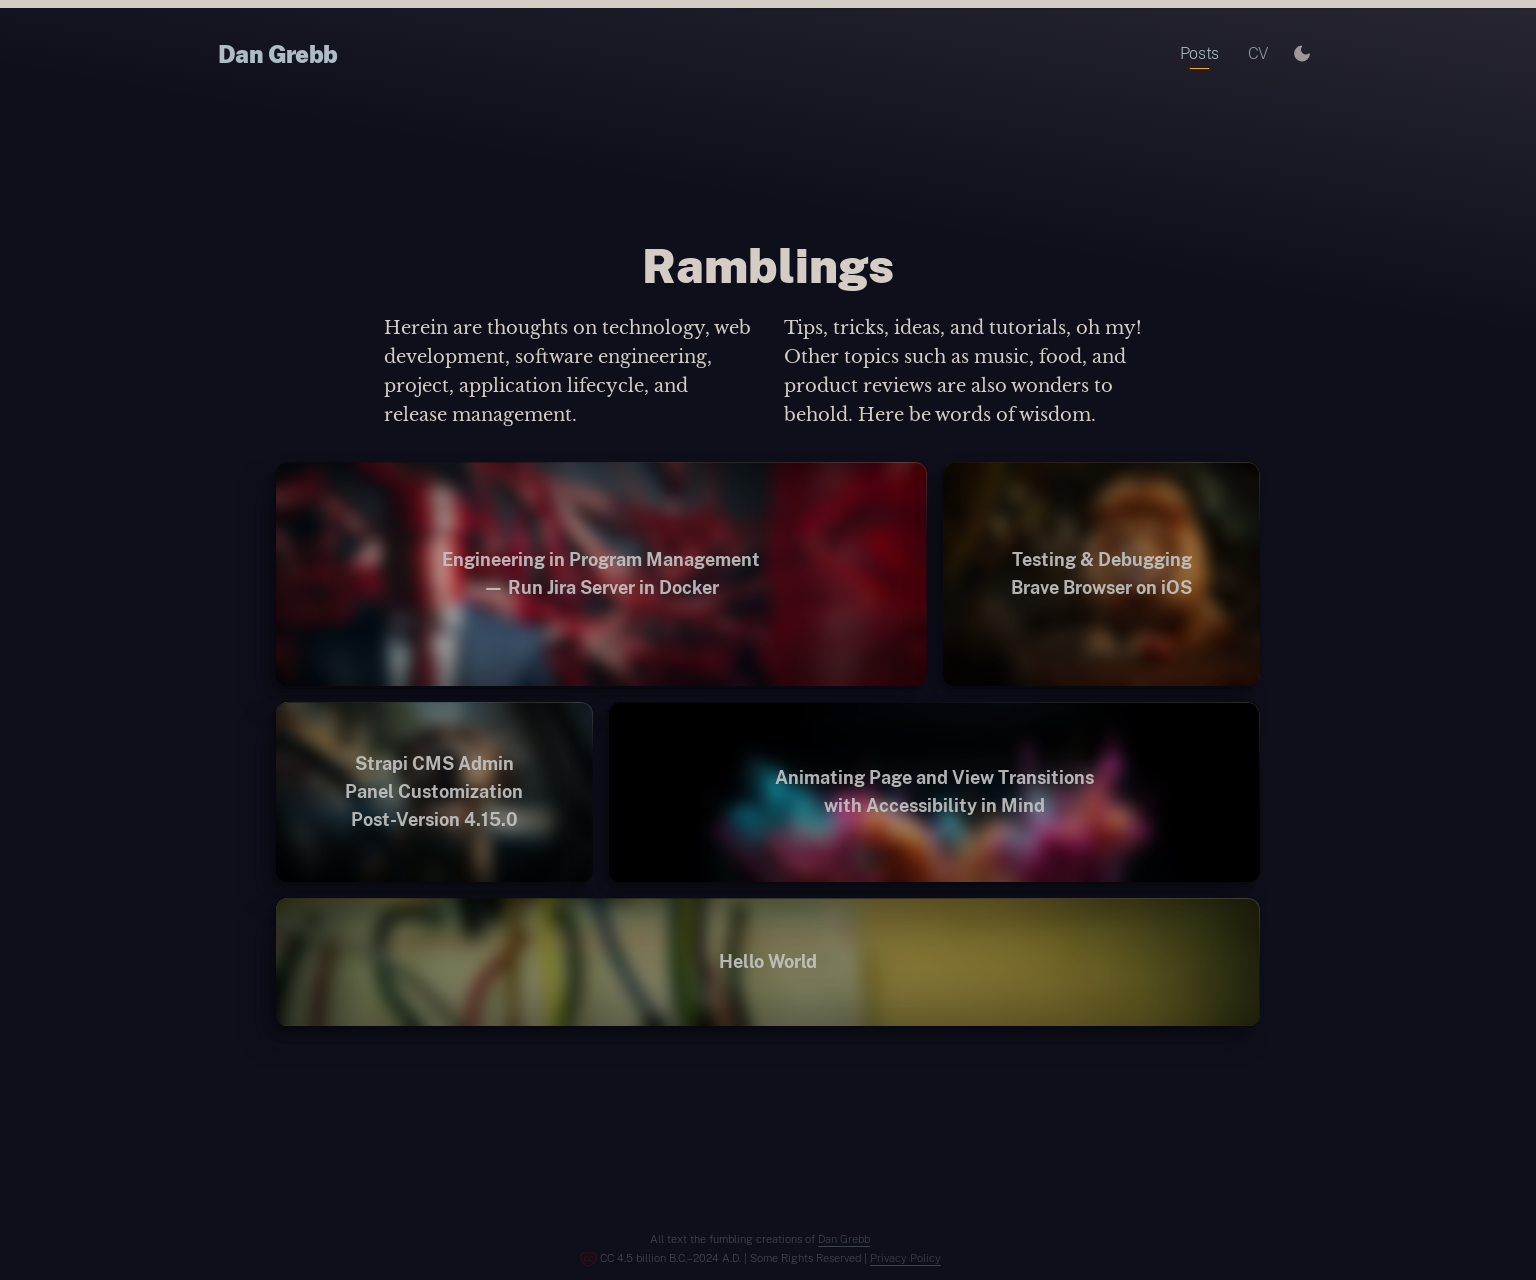 Dan Grebb
Posts
CV
Ramblings
Herein are thoughts on technology, web
development, software engineering,
project, application lifecycle, and
release management.
Tips, tricks, ideas, and tutorials, oh my!
Other topics such as music, food, and
product reviews are also wonders to
behold. Here be words of wisdom.
Engineering in Program Management
— Run Jira Server in Docker
Testing & Debugging
Brave Browser on iOS
Strapi CMS Admin
Panel Customization
Post-Version 4.15.0
Animating Page and View Transitions
with Accessibility in Mind
Hello World
All text the fumbling creations of Dan Grebb
CC 4.5 billion B.C.–2024 A.D. | Some Rights Reserved | Privacy Policy